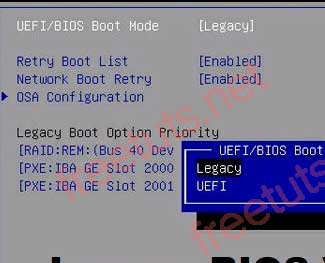 UEFI/BIOS Boot Mode [Legacy]
Retry Boot List [Enabled]
Network Boot Retry [Enabled]
OSA Configuration
Legacy Boot Option Priority
[RAID:REM:(Bus 40 Dev
[PXE:IBA GE Slot 2000
[PXE:IBA GE Slot 2001
UEFI/BIOS Boot
Legacy
UEFI
freetuts.net
freetuts